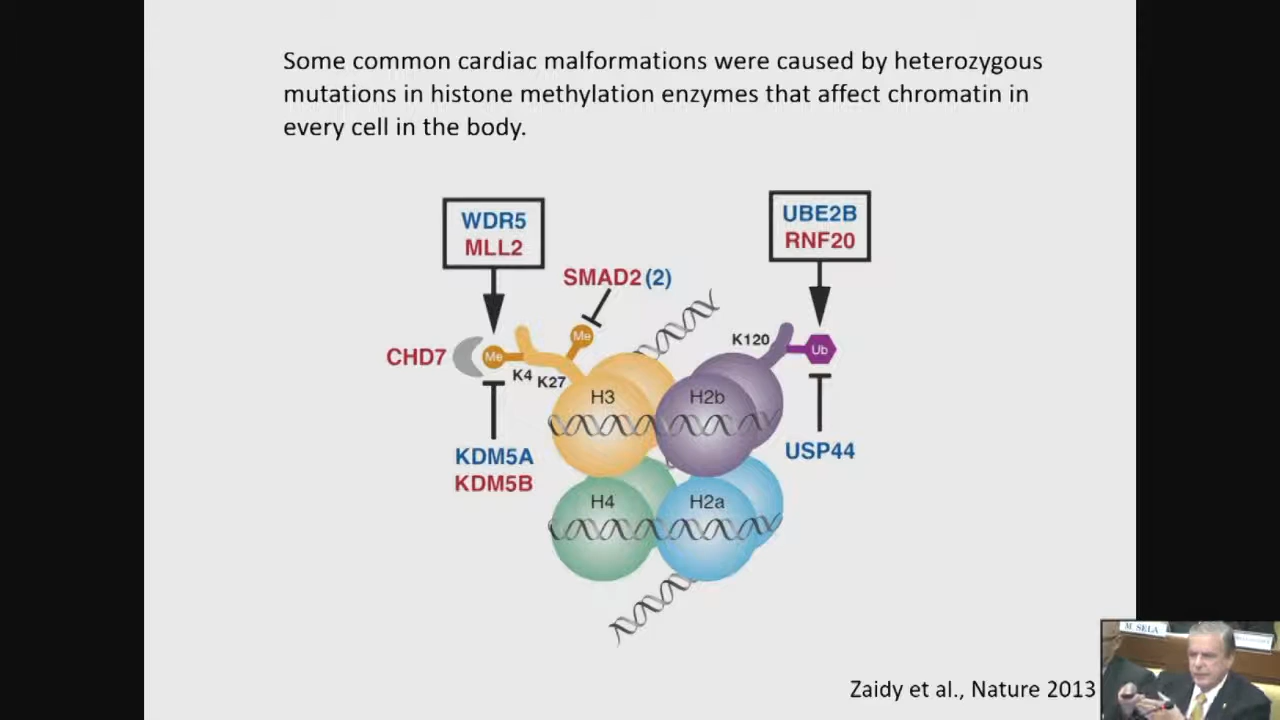 Some common cardiac malformations were caused by heterozygous
mutations in histone methylation enzymes that affect chromatin in
every cell in the body.
WDR5
MLL2
UBE2B
RNF20
SMAD2 (2)
CHD7
Me
Me
K4
K27
K120
Ub
H3
H2b
KDM5A
KDM5B
USP44
H4
H2a
Zaidy et al., Nature 2013
M. SELA